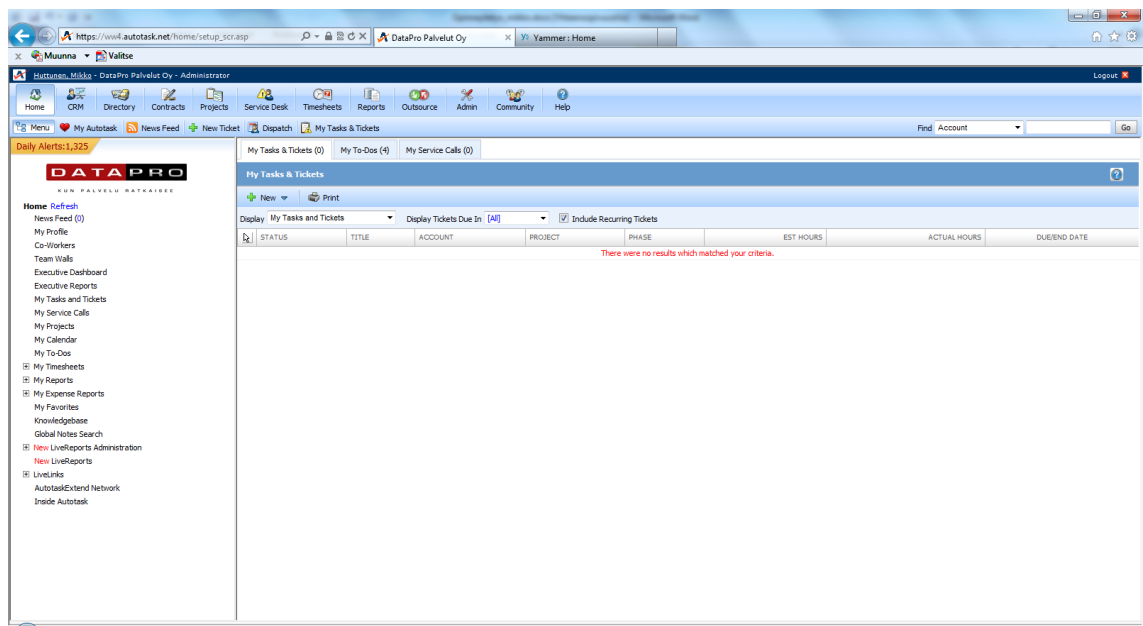 https://ww4.autotask.net/home/setup_scr.asp
DataPro Palvelut Oy
Yammer : Home
x Muunna Valitse
Huttunen, Mikko - DataPro Palvelut Oy - Administrator
Logout
Home CRM Directory Contracts Projects Service Desk Timesheets Reports Outsource Admin Community Help
Menu My Autotask News Feed New Ticket Dispatch My Tasks & Tickets
Find Account Go
Daily Alerts:1,325
My Tasks & Tickets (0) My To-Dos (4) My Service Calls (0)
DATAPRO
KUN PALVELU RATKAISEE
My Tasks & Tickets
New Print
Display My Tasks and Tickets Display Tickets Due In [All] Include Recurring Tickets
STATUS TITLE ACCOUNT PROJECT PHASE EST HOURS ACTUAL HOURS DUE/END DATE
There were no results which matched your criteria.
Home Refresh
News Feed (0)
My Profile
Co-Workers
Team Walls
Executive Dashboard
Executive Reports
My Tasks and Tickets
My Service Calls
My Projects
My Calendar
My To-Dos
My Timesheets
My Reports
My Expense Reports
My Favorites
Knowledgebase
Global Notes Search
New LiveReports Administration
New LiveReports
LiveLinks
AutotaskExtend Network
Inside Autotask